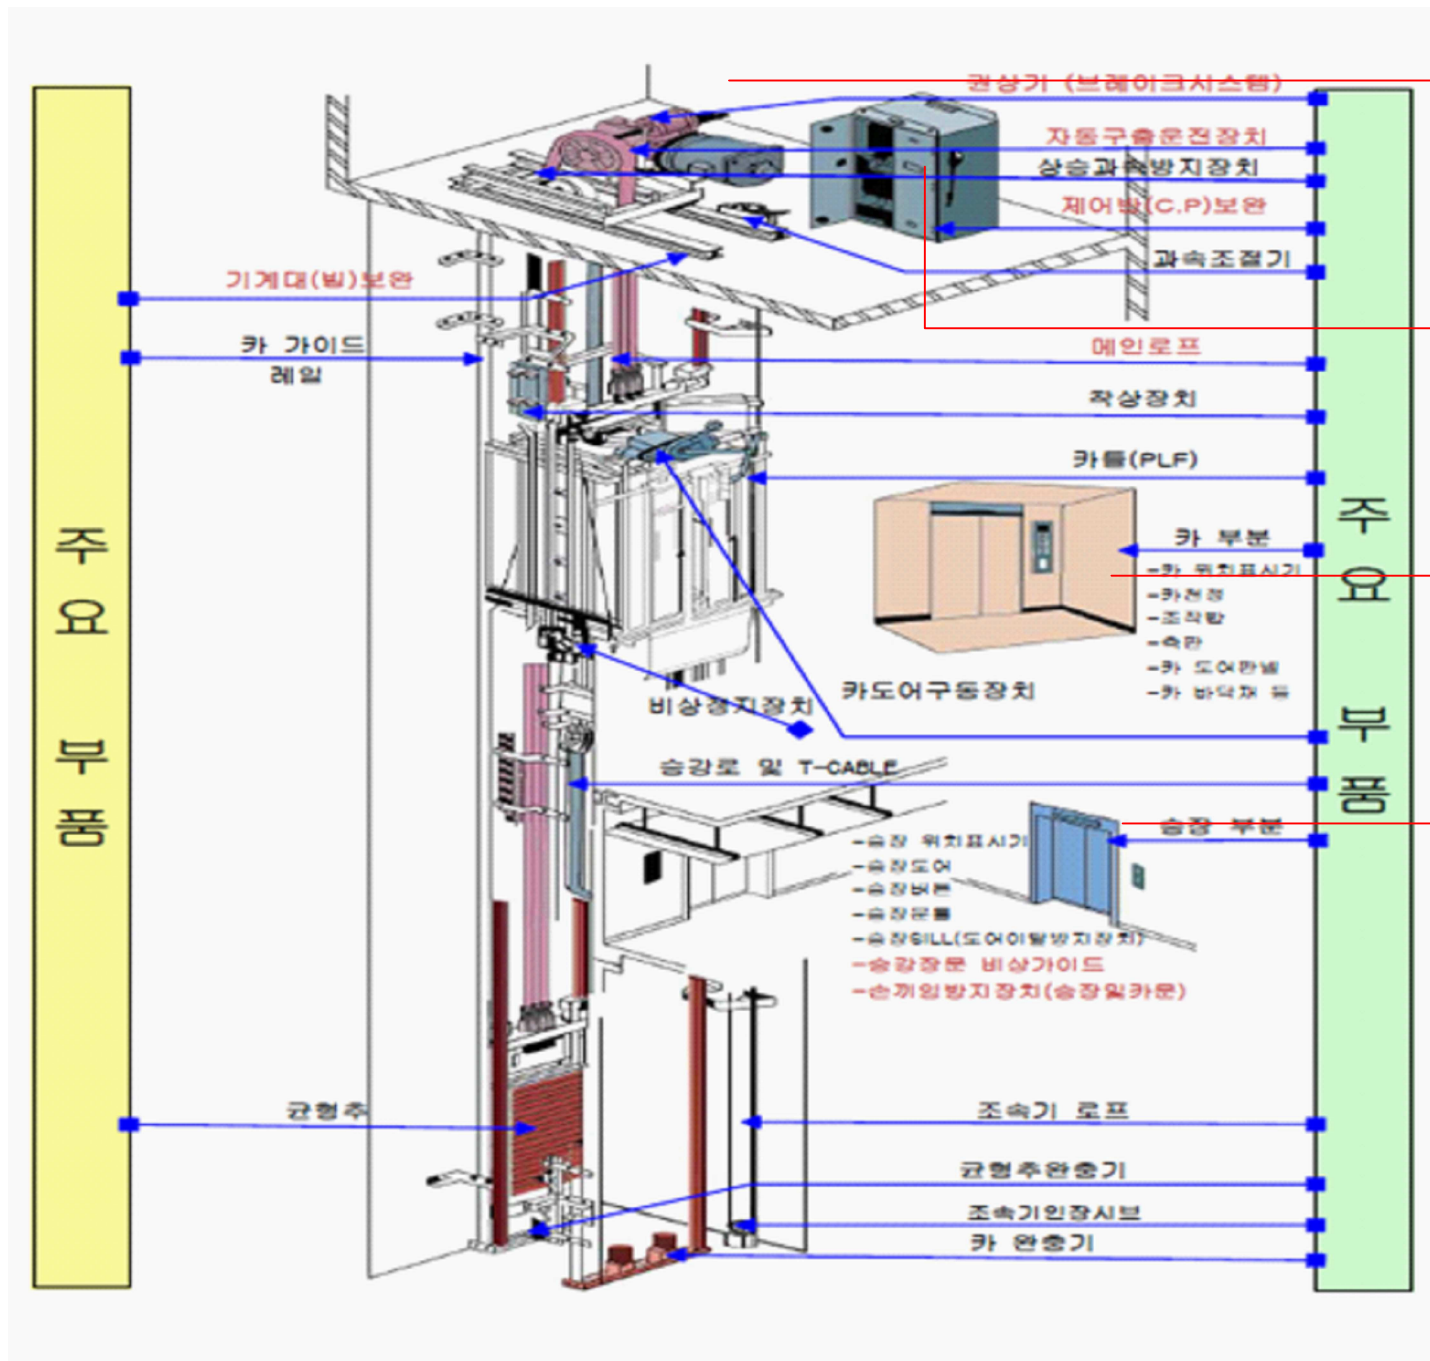 권상기 (브레이크시스템)
자동구출운전장치
상승과속방지장치
제어반(C.P)보완
과속조절기
기계대(빔)보완
카 가이드
레일
메인로프
착상장치
카틀(PLF)
카 부분
-카 위치표시기
-카천정
-조작반
-측판
-카 도어판넬
-카 바닥재 등
주
요
부
품
주
요
부
품
비상정지장치
카도어구동장치
승강로 및 T-CABLE
승장 부분
-승장 위치표시기
-승장도어
-승장버튼
-승장문틀
-승장SILL(도어이탈방지장치)
-승강장문 비상가이드
-손끼임방지장치(승장및카문)
균형추
조속기 로프
균형추완충기
조속기인장시브
카 완충기